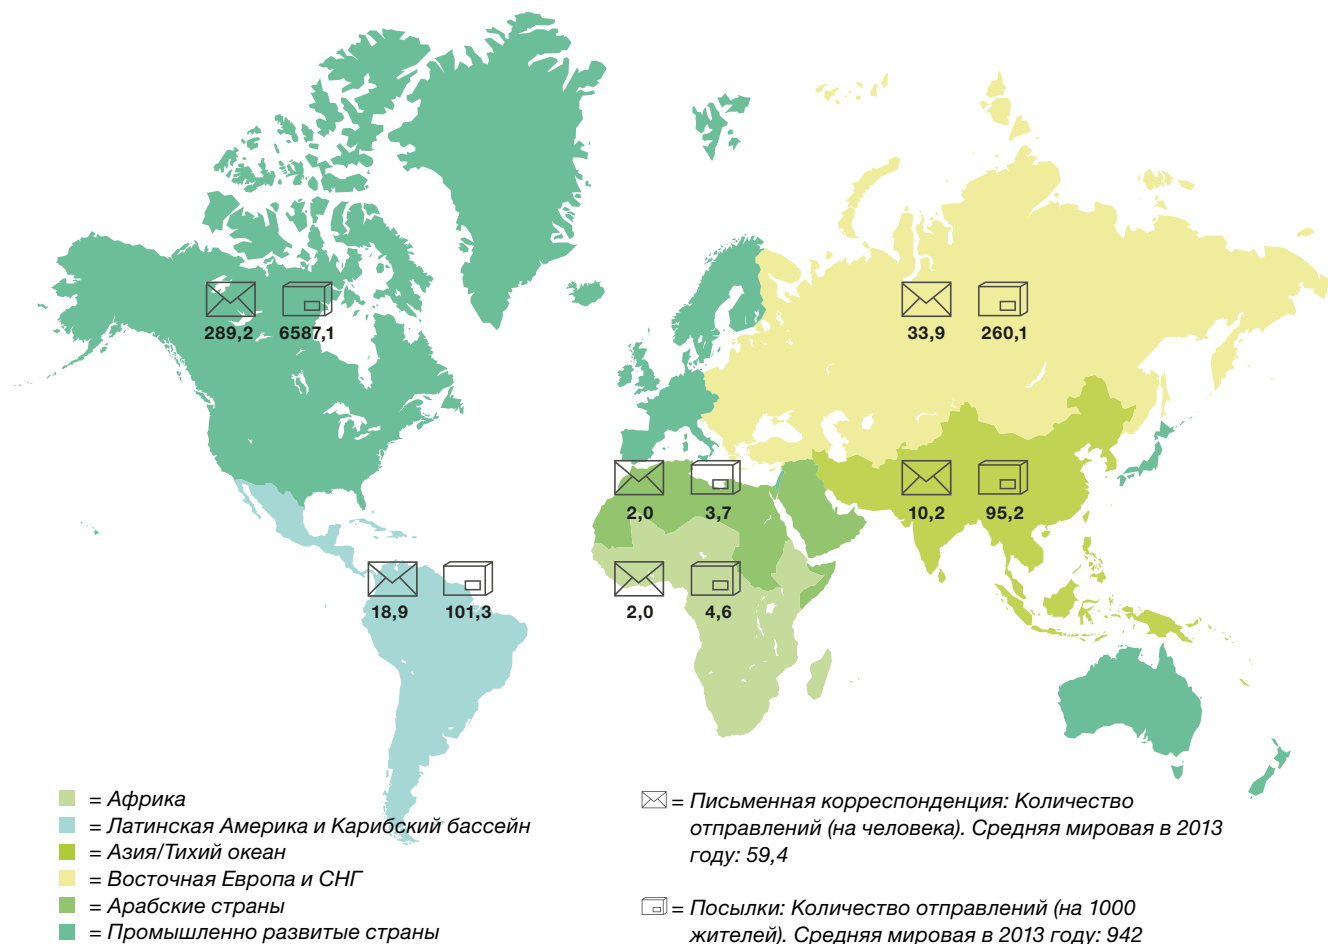 289,2 6587,1
33,9 260,1
2,0 3,7
10,2 95,2
18,9 101,3
2,0 4,6
= Африка
= Латинская Америка и Карибский бассейн
= Азия/Тихий океан
= Восточная Европа и СНГ
= Арабские страны
= Промышленно развитые страны
= Письменная корреспонденция: Количество
отправлений (на человека). Средняя мировая в 2013
году: 59,4
= Посылки: Количество отправлений (на 1000
жителей). Средняя мировая в 2013 году: 942